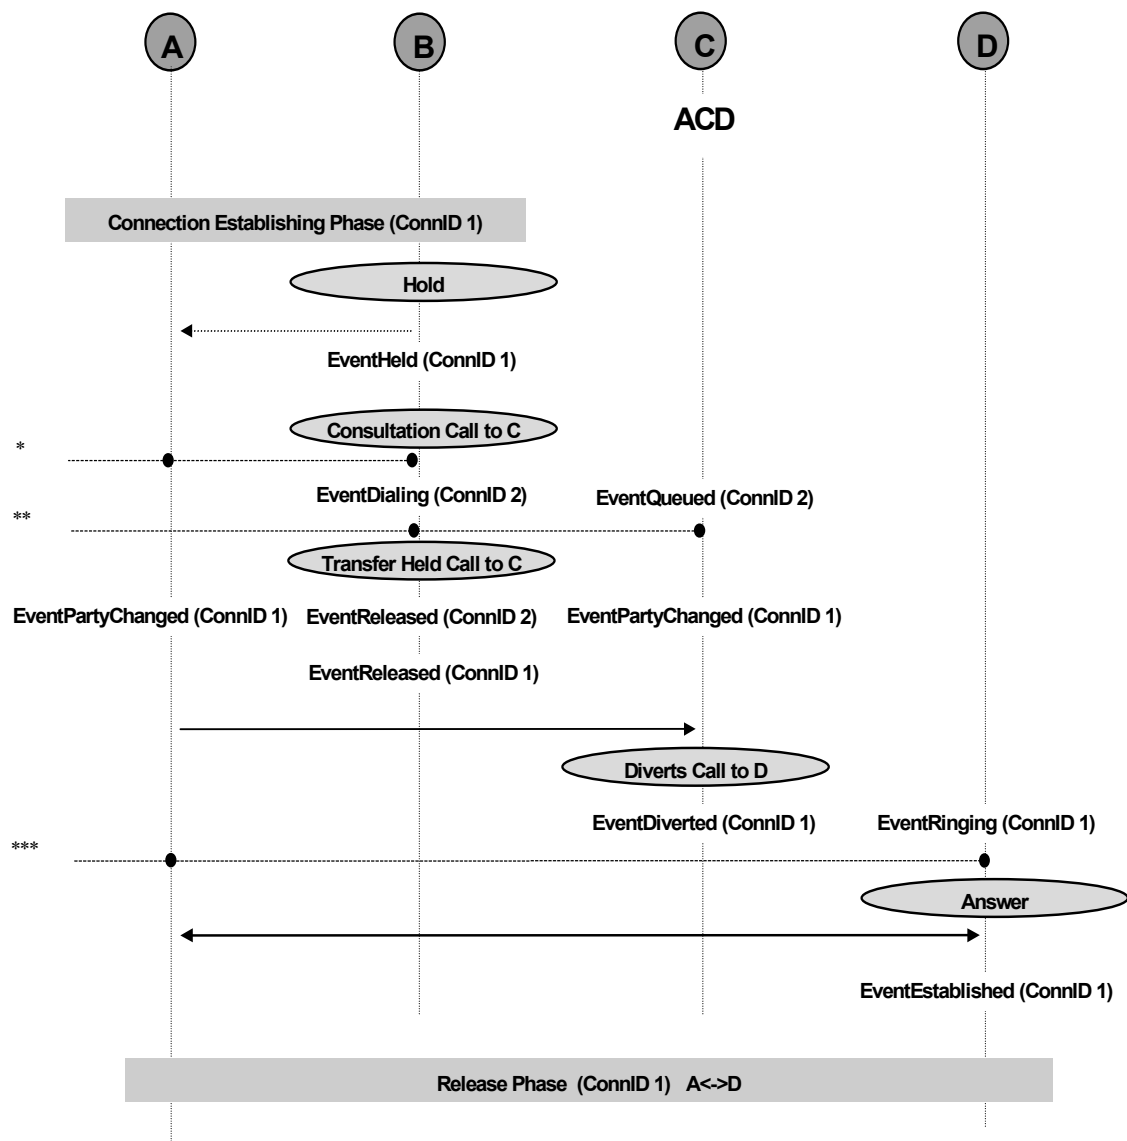 A
B
C
D
ACD
Connection Establishing Phase (ConnID 1)
Hold
EventHeld (ConnID 1)
Consultation Call to C
*
EventDialing (ConnID 2)
EventQueued (ConnID 2)
**
Transfer Held Call to C
EventPartyChanged (ConnID 1)
EventReleased (ConnID 2)
EventPartyChanged (ConnID 1)
EventReleased (ConnID 1)
Diverts Call to D
EventDiverted (ConnID 1)
EventRinging (ConnID 1)
***
Answer
EventEstablished (ConnID 1)
Release Phase (ConnID 1) A<->D